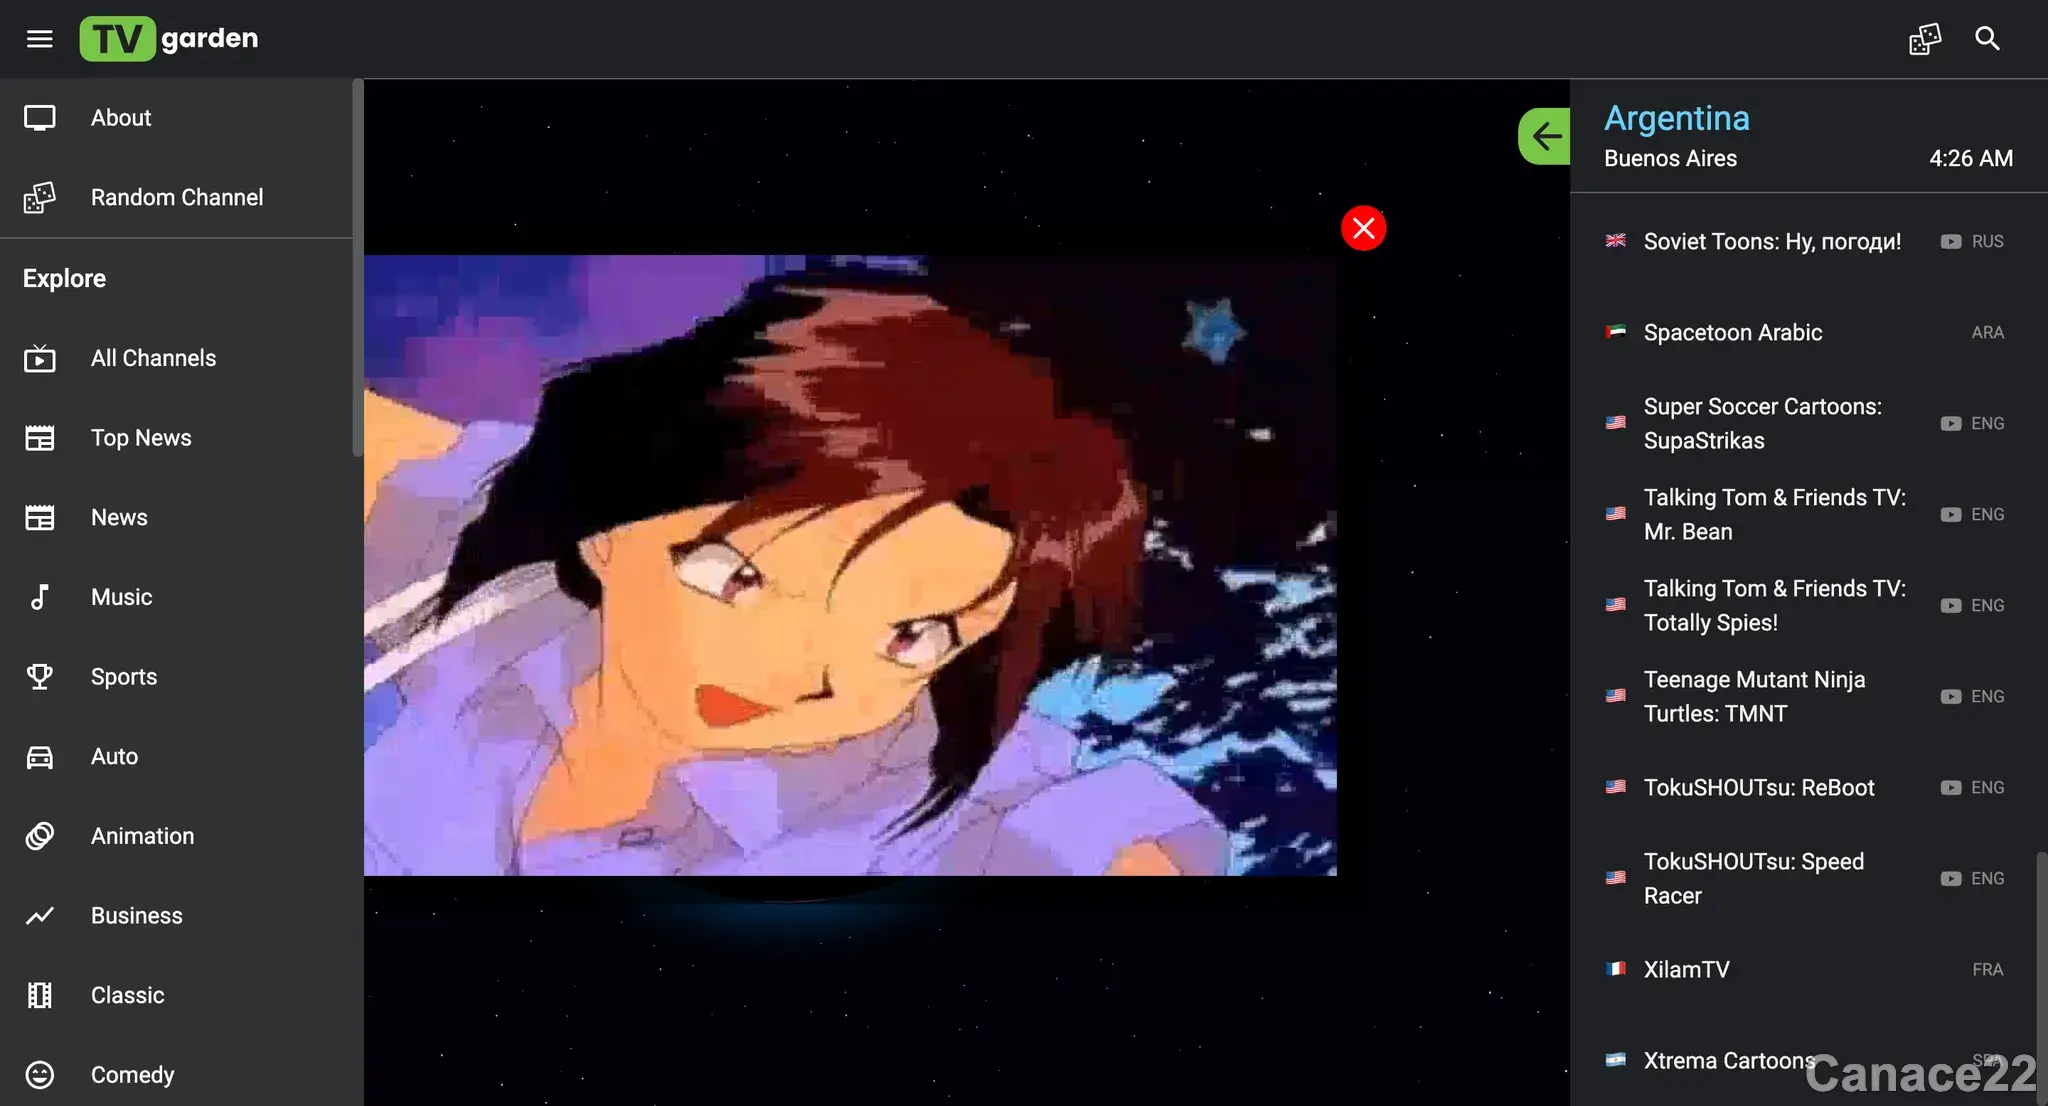 TV garden
About
Random Channel
Explore
All Channels
Top News
News
Music
Sports
Auto
Animation
Business
Classic
Comedy
Argentina
Buenos Aires 4:26 AM
Soviet Toons: Ну, погоди! RUS
Spacetoon Arabic ARA
Super Soccer Cartoons:
SupaStrikas ENG
Talking Tom & Friends TV:
Mr. Bean ENG
Talking Tom & Friends TV:
Totally Spies! ENG
Teenage Mutant Ninja
Turtles: TMNT ENG
TokuSHOUTsu: ReBoot ENG
TokuSHOUTsu: Speed
Racer ENG
XilamTV FRA
Xtrema Cartoons SPA
Canace22